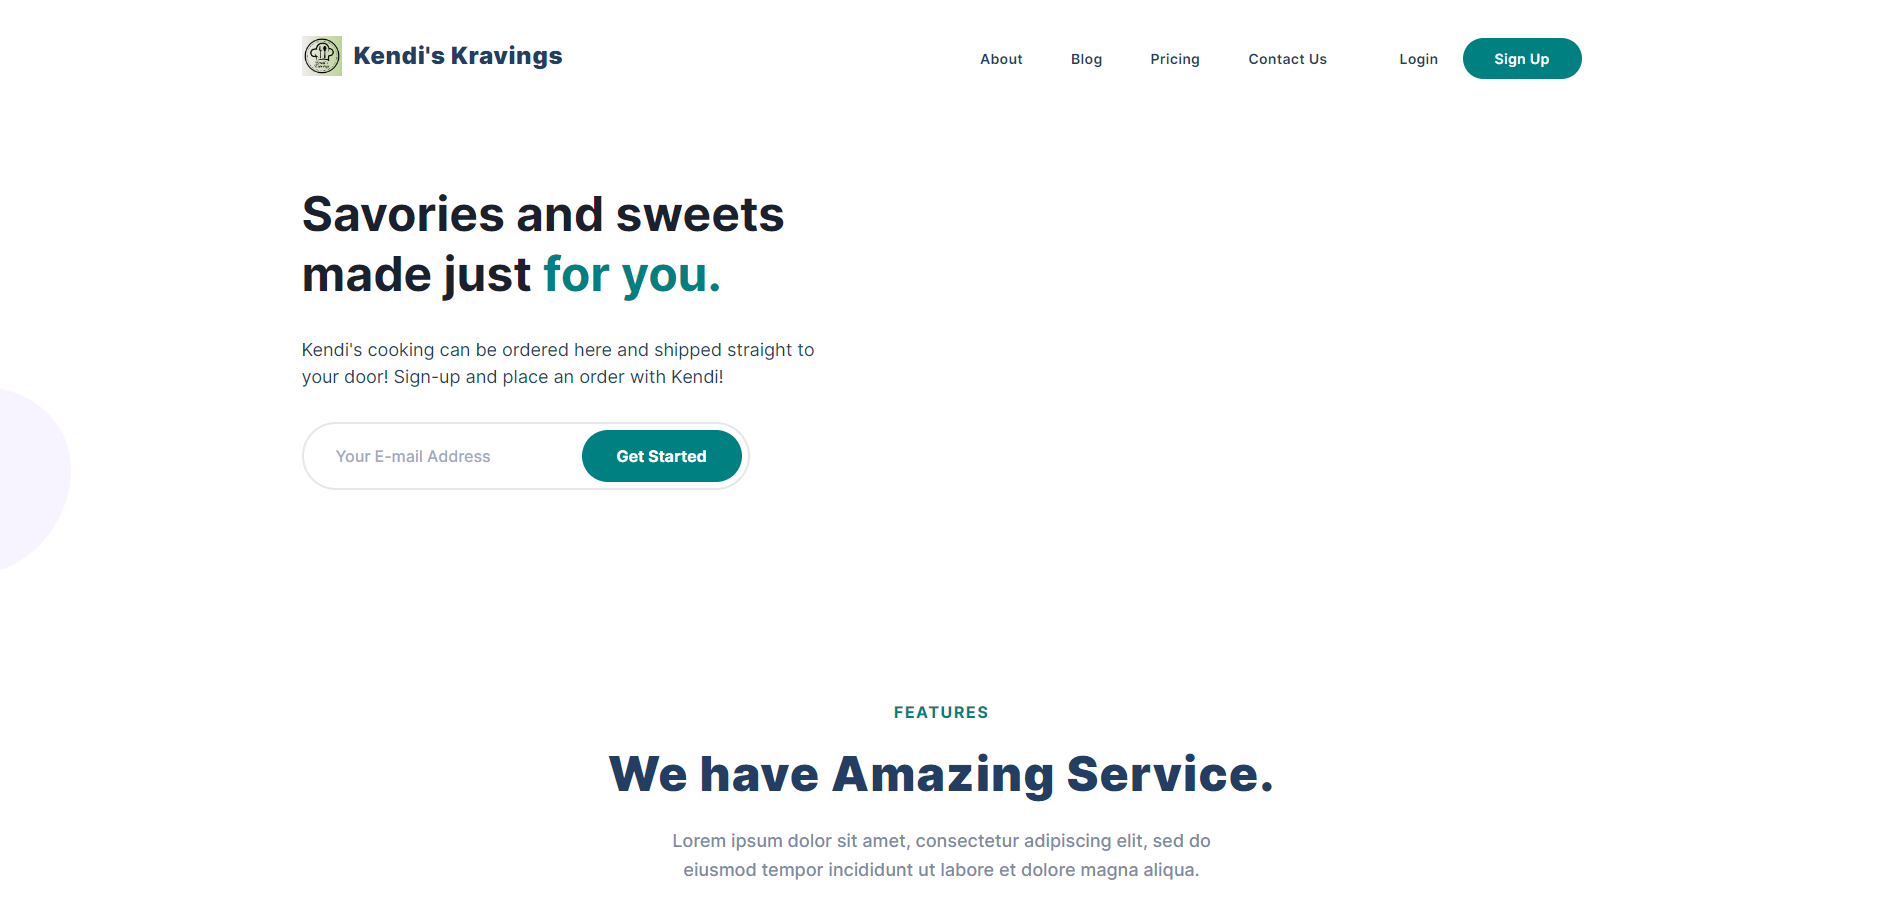 Kendi's Kravings
About
Blog
Pricing
Contact Us
Login
Sign Up
Savories and sweets
made just for you.
Kendi's cooking can be ordered here and shipped straight to
your door! Sign-up and place an order with Kendi!
Your E-mail Address
Get Started
FEATURES
We have Amazing Service.
Lorem ipsum dolor sit amet, consectetur adipiscing elit, sed do
eiusmod tempor incididunt ut labore et dolore magna aliqua.